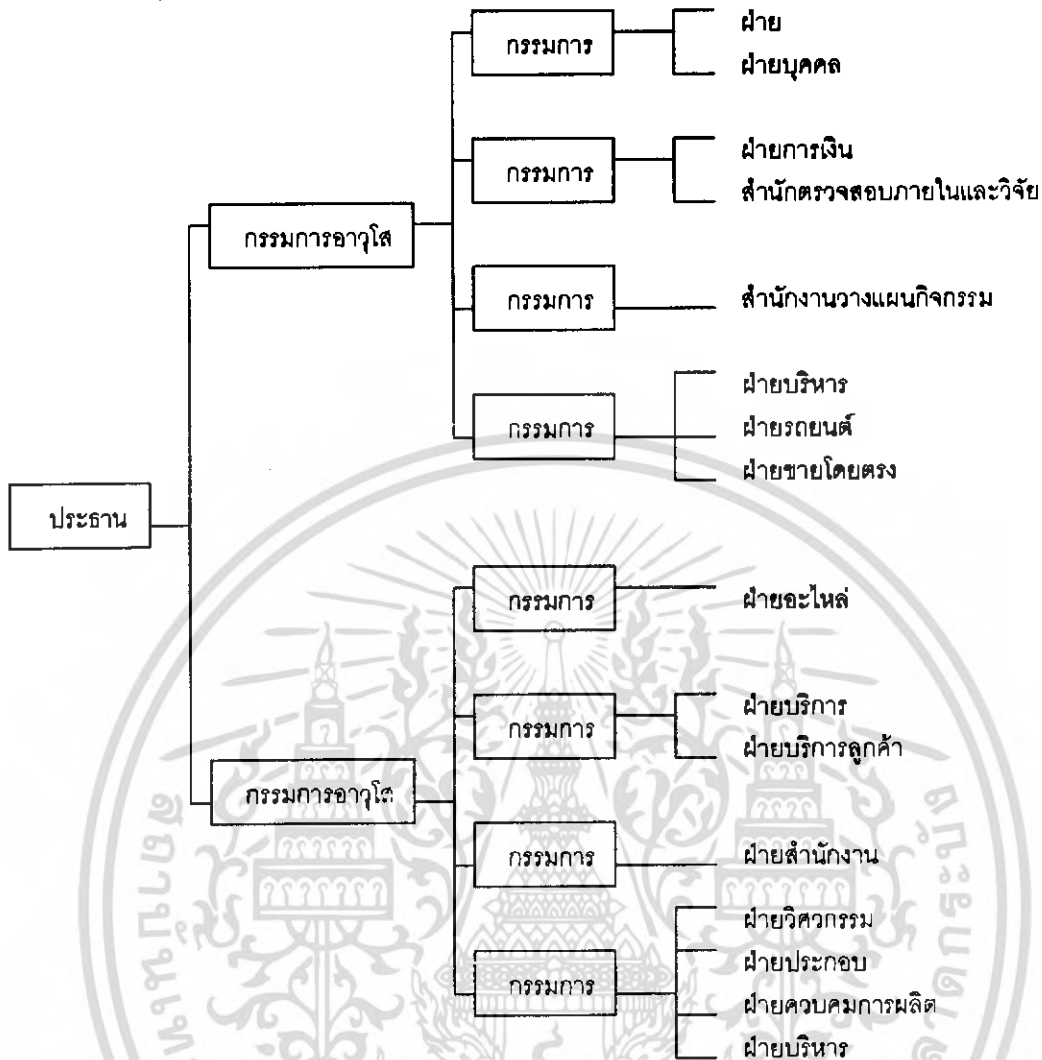 กรรมการ
ฝ่าย
ฝ่ายบุคคล
กรรมการ
ฝ่ายการเงิน
สำนักตรวจสอบภายในและวิจัย
กรรมการอาวุโส
กรรมการ
สำนักงานวางแผนกิจกรรม
กรรมการ
ฝ่ายบริหาร
ฝ่ายรถยนต์
ฝ่ายขายโดยตรง
ประธาน
กรรมการ
ฝ่ายอะไหล่
กรรมการ
ฝ่ายบริการ
ฝ่ายบริการลูกค้า
กรรมการอาวุโส
กรรมการ
ฝ่ายสำนักงาน
กรรมการ
ฝ่ายวิศวกรรม
ฝ่ายประกอบ
ฝ่ายควบคมการผลิต
ฝ่ายบริหาร